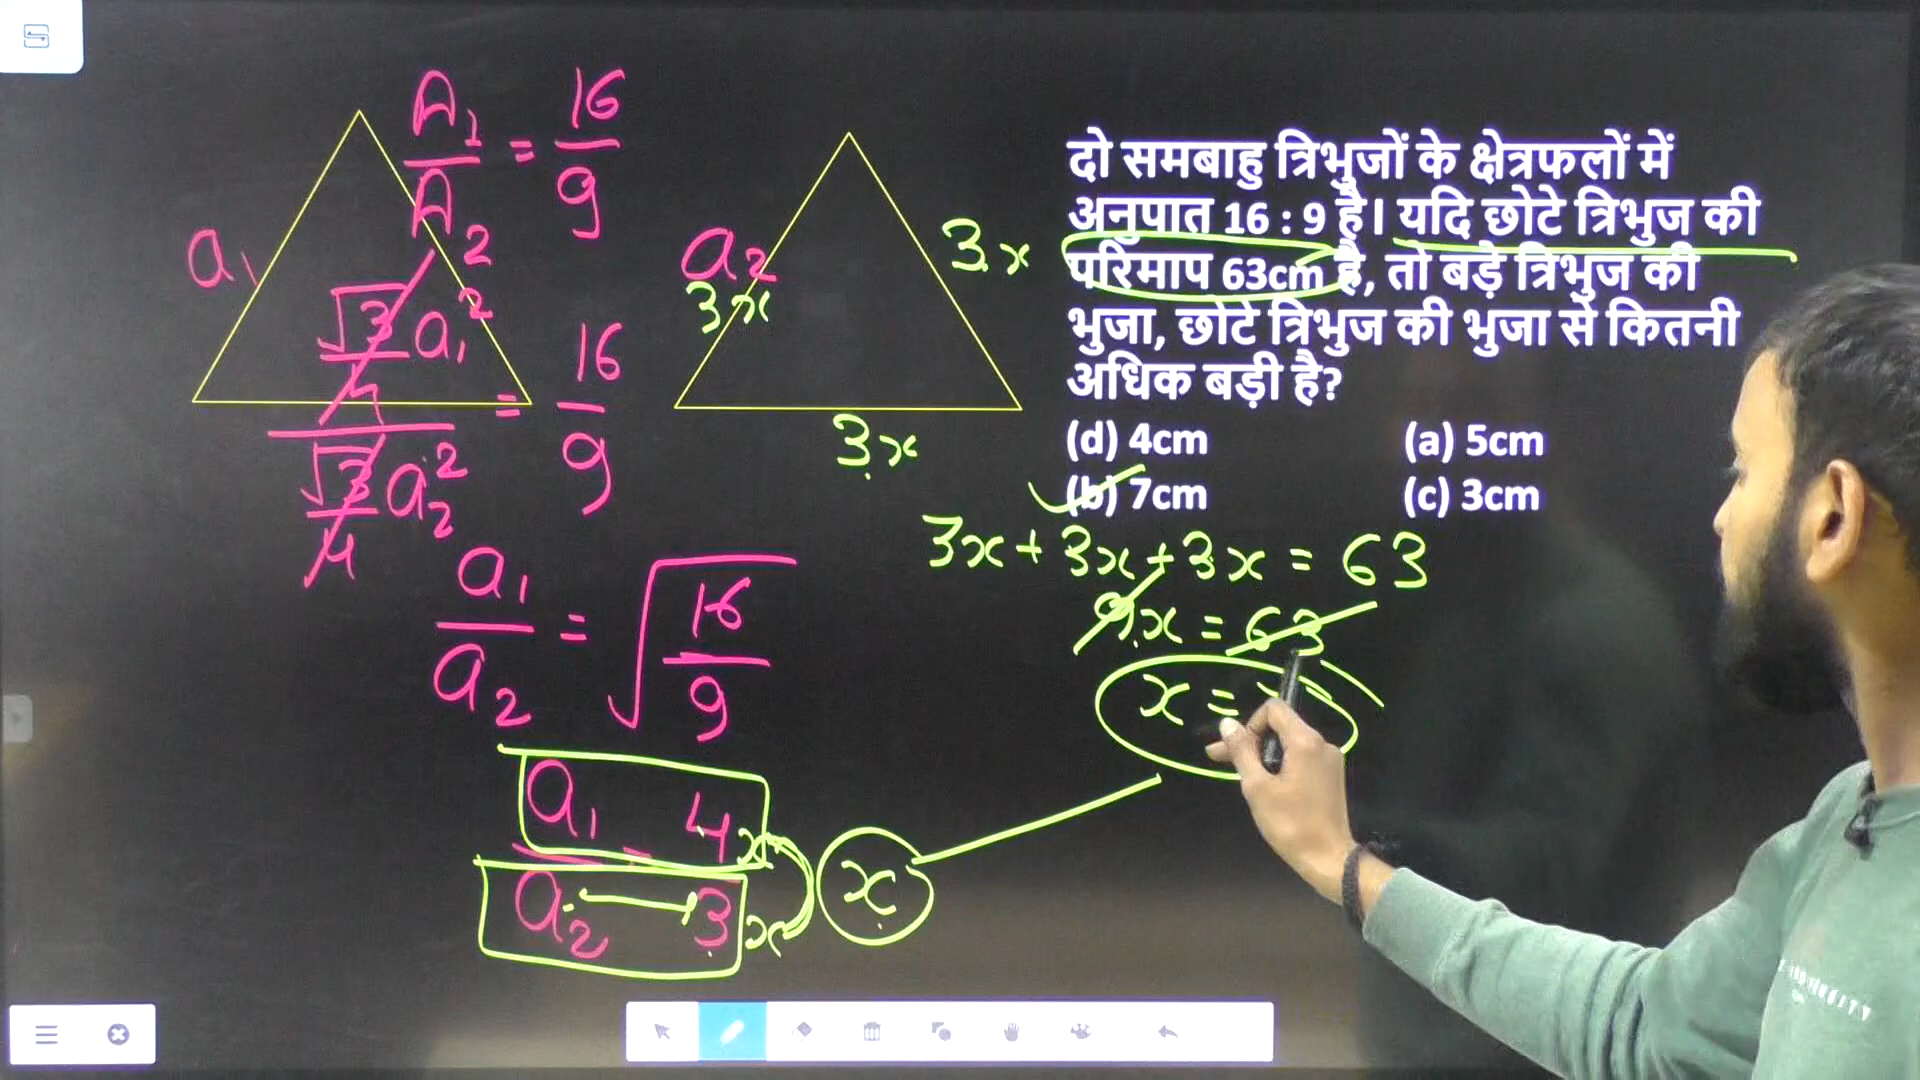 दो समबाहु त्रिभुजों के क्षेत्रफलों में
अनुपात 16 : 9 है। यदि छोटे त्रिभुज की
परिमाप 63cm है, तो बड़े त्रिभुज की
भुजा, छोटे त्रिभुज की भुजा से कितनी
अधिक बड़ी है?
(d) 4cm (a) 5cm
(b) 7cm (c) 3cm
A₁/A₂ = 16/9
a₁
a₂
3x
3x
3x
√3/4 a₁² / √3/4 a₂² = 16/9
a₁/a₂ = √16/9
a₁ = 4x
a₂ 3x
x
3x + 3x + 3x = 63
9x = 63
x =